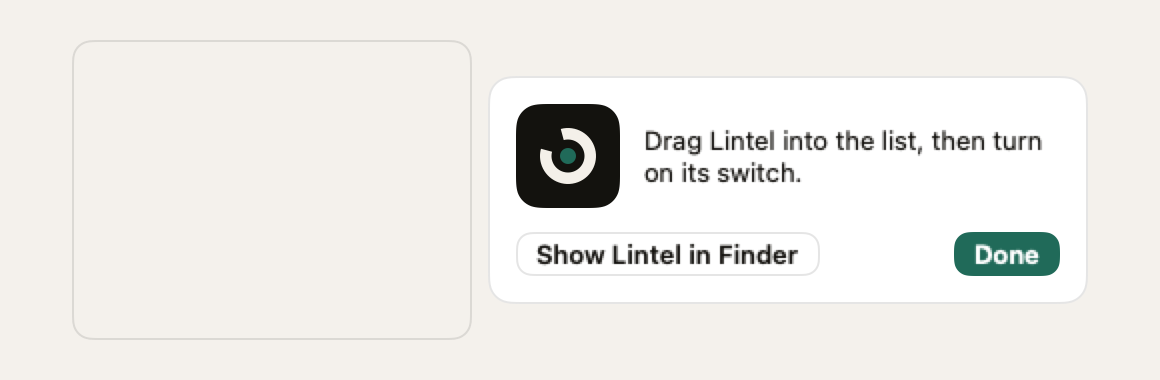 Drag Lintel into the list, then turn
on its switch.
Show Lintel in Finder
Done